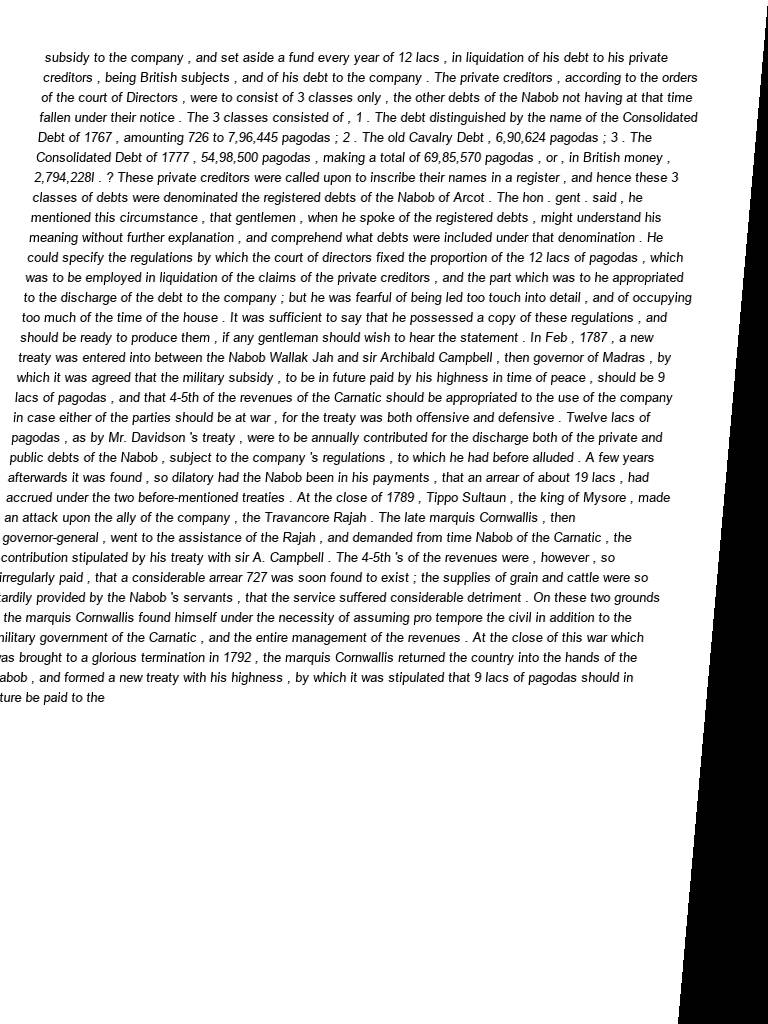 subsidy to the company , and set aside a fund every year of 12 lacs , in liquidation of his debt to his private
creditors , being British subjects , and of his debt to the company . The private creditors , according to the orders
of the court of Directors , were to consist of 3 classes only , the other debts of the Nabob not having at that time
fallen under their notice . The 3 classes consisted of , 1 . The debt distinguished by the name of the Consolidated
Debt of 1767 , amounting 726 to 7,96,445 pagodas ; 2 . The old Cavalry Debt , 6,90,624 pagodas ; 3 . The
Consolidated Debt of 1777 , 54,98,500 pagodas , making a total of 69,85,570 pagodas , or , in British money ,
2,794,228l . ? These private creditors were called upon to inscribe their names in a register , and hence these 3
classes of debts were denominated the registered debts of the Nabob of Arcot . The hon . gent . said , he
mentioned this circumstance , that gentlemen , when he spoke of the registered debts , might understand his
meaning without further explanation , and comprehend what debts were included under that denomination . He
could specify the regulations by which the court of directors fixed the proportion of the 12 lacs of pagodas , which
was to be employed in liquidation of the claims of the private creditors , and the part which was to he appropriated
to the discharge of the debt to the company ; but he was fearful of being led too touch into detail , and of occupying
too much of the time of the house . It was sufficient to say that he possessed a copy of these regulations , and
should be ready to produce them , if any gentleman should wish to hear the statement . In Feb , 1787 , a new
treaty was entered into between the Nabob Wallak Jah and sir Archibald Campbell , then governor of Madras , by
which it was agreed that the military subsidy , to be in future paid by his highness in time of peace , should be 9
lacs of pagodas , and that 4-5th of the revenues of the Carnatic should be appropriated to the use of the company
in case either of the parties should be at war , for the treaty was both offensive and defensive . Twelve lacs of
pagodas , as by Mr. Davidson 's treaty , were to be annually contributed for the discharge both of the private and
public debts of the Nabob , subject to the company 's regulations , to which he had before alluded . A few years
afterwards it was found , so dilatory had the Nabob been in his payments , that an arrear of about 19 lacs , had
accrued under the two before-mentioned treaties . At the close of 1789 , Tippo Sultaun , the king of Mysore , made
an attack upon the ally of the company , the Travancore Rajah . The late marquis Cornwallis , then
governor-general , went to the assistance of the Rajah , and demanded from time Nabob of the Carnatic , the
contribution stipulated by his treaty with sir A. Campbell . The 4-5th 's of the revenues were , however , so
irregularly paid , that a considerable arrear 727 was soon found to exist ; the supplies of grain and cattle were so
tardily provided by the Nabob 's servants , that the service suffered considerable detriment . On these two grounds
the marquis Cornwallis found himself under the necessity of assuming pro tempore the civil in addition to the
military government of the Carnatic , and the entire management of the revenues . At the close of this war which
was brought to a glorious termination in 1792 , the marquis Cornwallis returned the country into the hands of the
abob , and formed a new treaty with his highness , by which it was stipulated that 9 lacs of pagodas should in
ture be paid to the